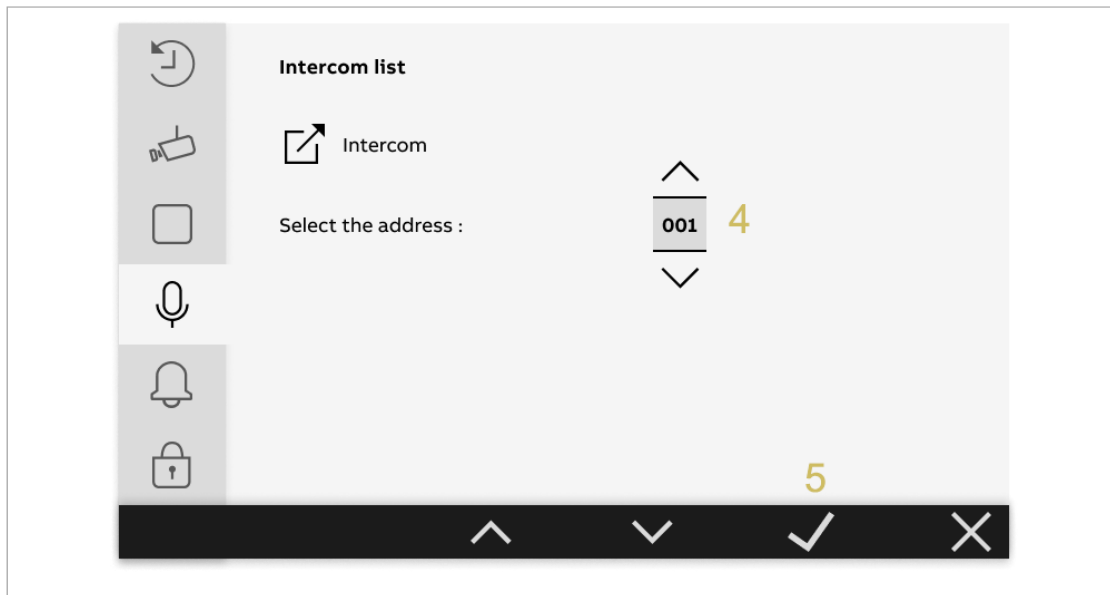 Intercom list
Intercom
Select the address :
001
4
5